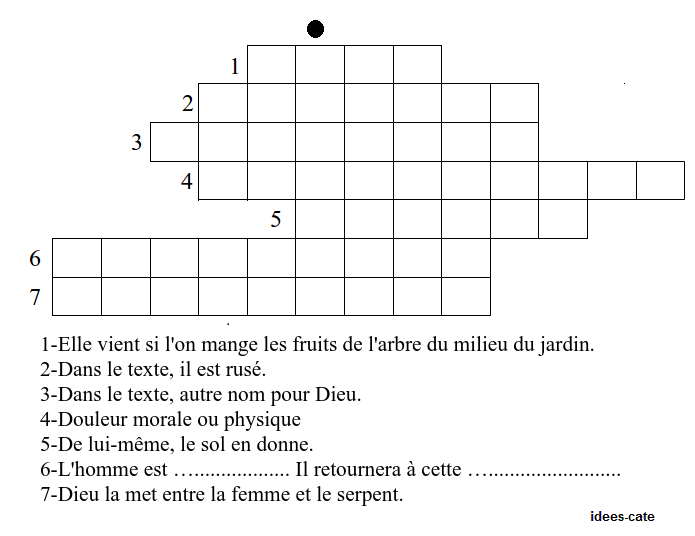 1
2
3
4
5
6
7
1-Elle vient si l'on mange les fruits de l'arbre du milieu du jardin.
2-Dans le texte, il est rusé.
3-Dans le texte, autre nom pour Dieu.
4-Douleur morale ou physique
5-De lui-même, le sol en donne.
6-L'homme est …................... Il retournera à cette ….........................
7-Dieu la met entre la femme et le serpent.
idees-cate